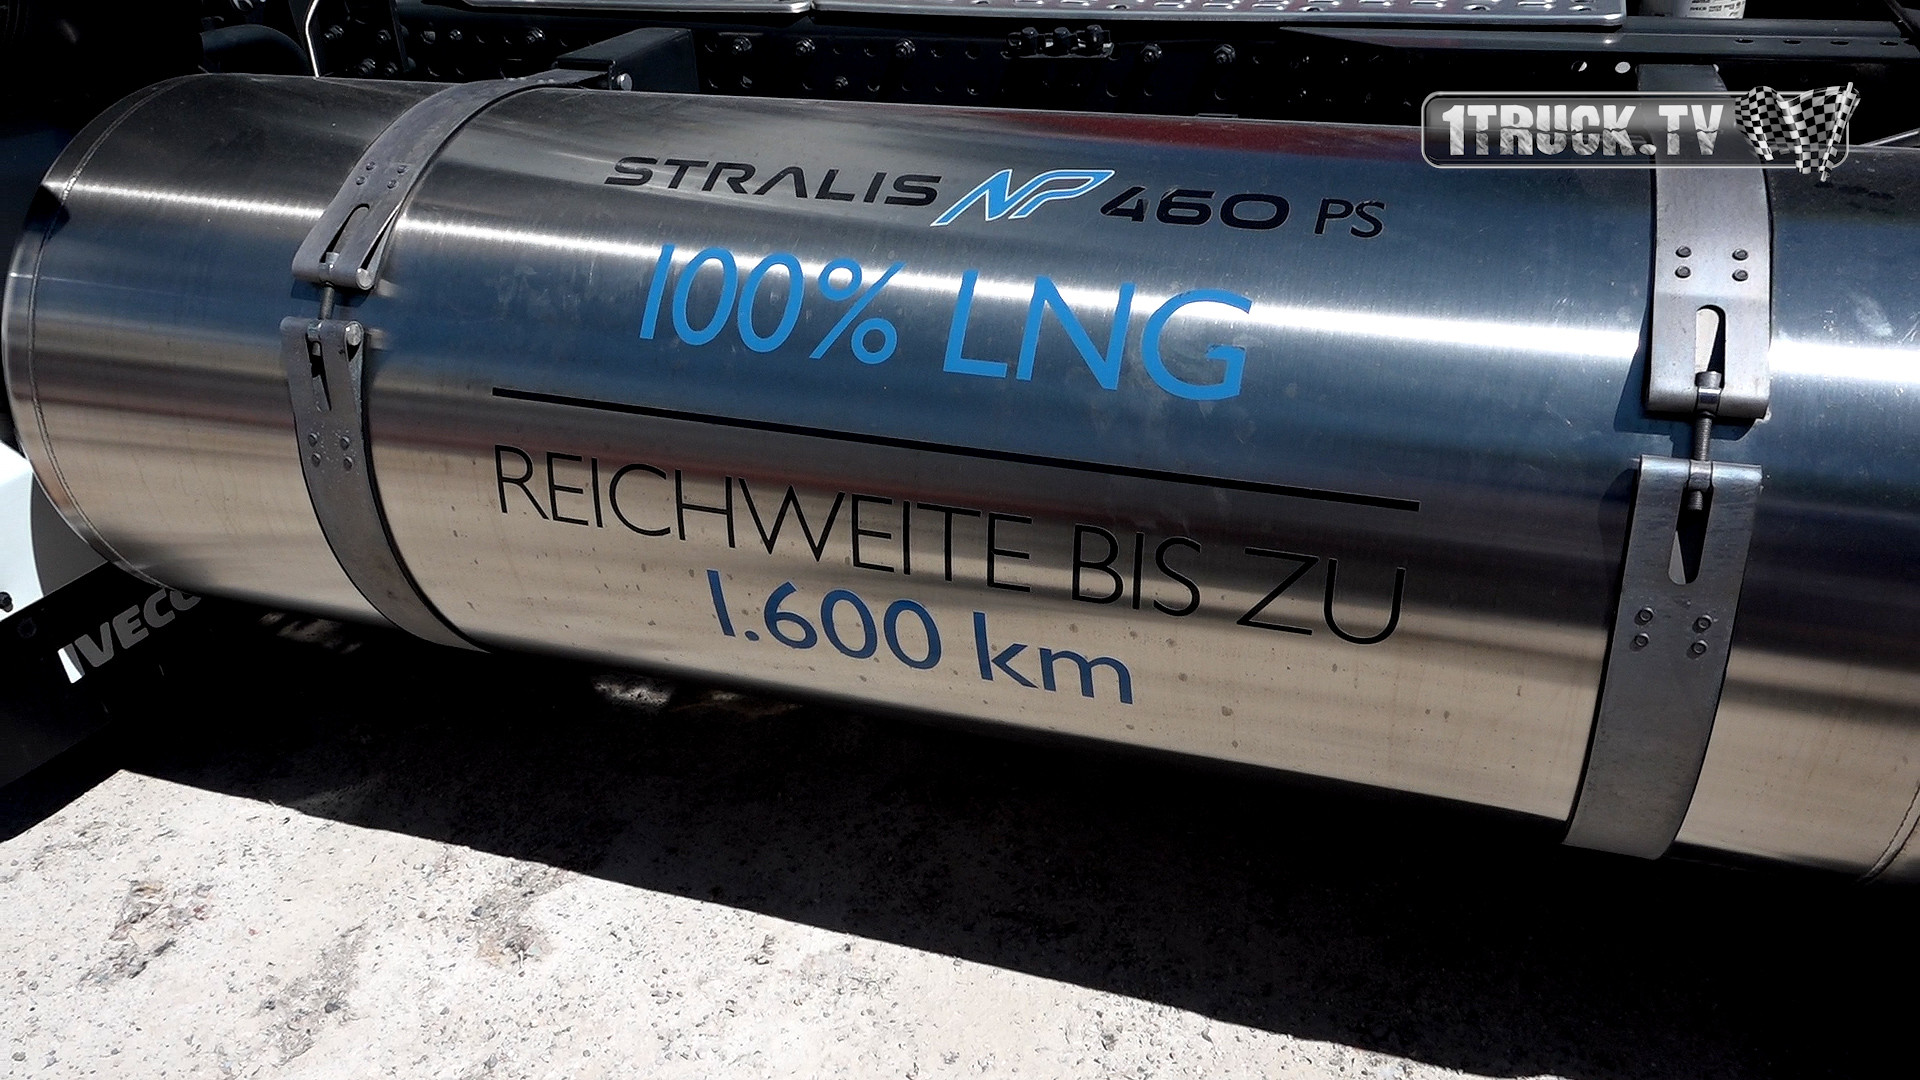 1TRUCK.TV
STRALIS NP 460 PS
100% LNG
REICHWEITE BIS ZU
1.600 km
IVECO